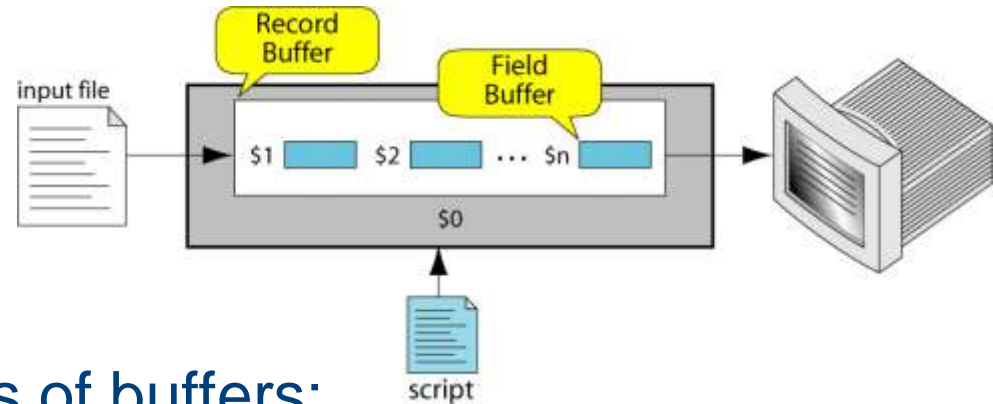 Record
Buffer
Field
Buffer
input file
$1 $2 ... $n
$0
script
s of buffers: